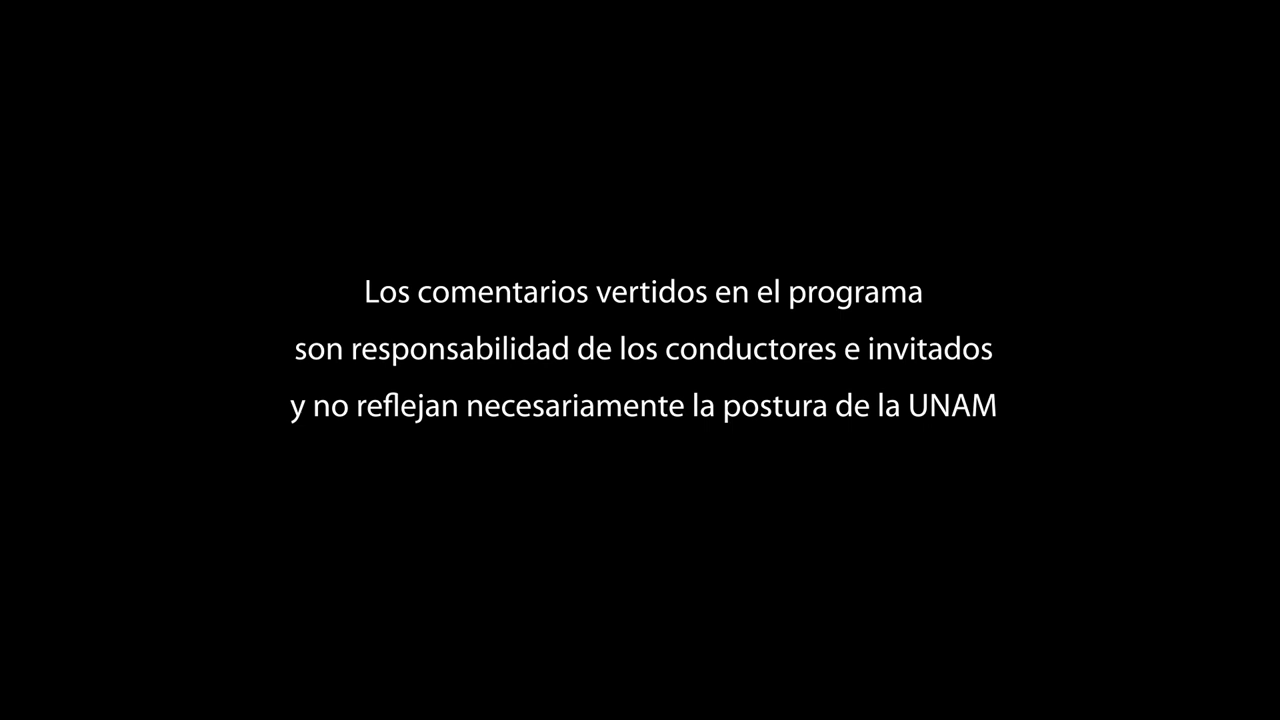 Los comentarios vertidos en el programa
son responsabilidad de los conductores e invitados
y no reflejan necesariamente la postura de la UNAM